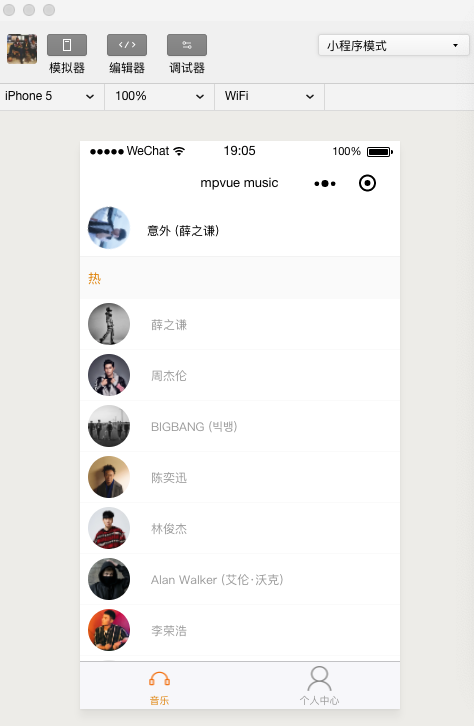 小程序模式
模拟器
编辑器
调试器
iPhone 5
100%
WiFi
WeChat
19:05
100%
mpvue music
意外 (薛之谦)
热
薛之谦
周杰伦
BIGBANG (빅뱅)
陈奕迅
林俊杰
Alan Walker (艾伦·沃克)
李荣浩
音乐
个人中心